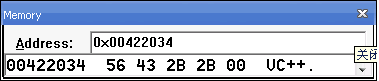 Memory
Address: 0x00422034
关闭
00422034 56 43 2B 2B 00 VC++.